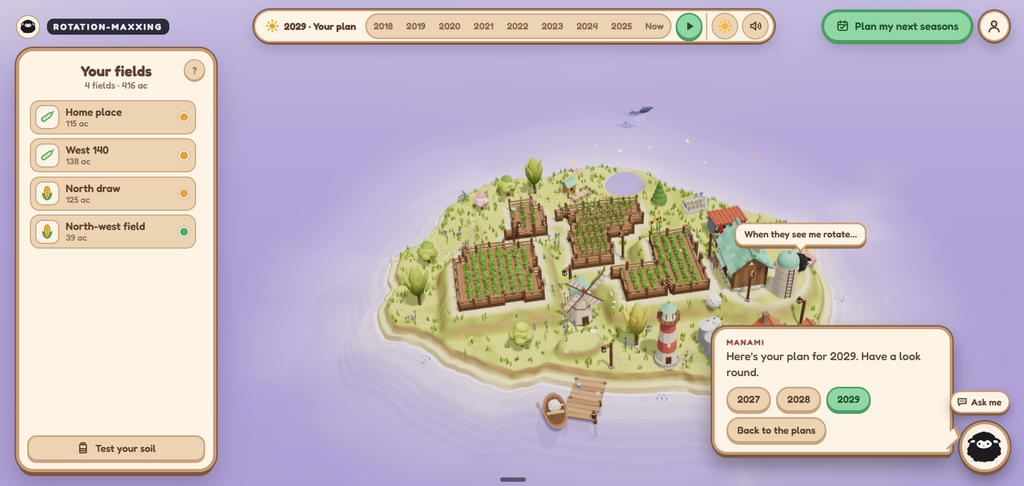 ROTATION-MAXXING
2029 · Your plan
2018 2019 2020 2021 2022 2023 2024 2025 Now
Plan my next seasons
Your fields
?
4 fields · 416 ac
Home place
115 ac
West 140
138 ac
North draw
125 ac
North-west field
39 ac
Test your soil
When they see me rotate...
MANAMI
Here's your plan for 2029. Have a look
round.
2027 2028 2029
Back to the plans
Ask me